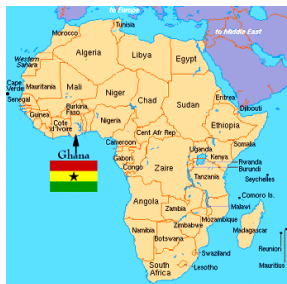 to Europe
to Middle East
Tunisia
Morocco
Algeria
Libya
Egypt
Western
Sahara
Cape
Verde
Mauritania
Mali
Niger
Chad
Sudan
Eritrea
Djibouti
Senegal
Guinea
Burkina
Faso
Cote
d'Ivoire
Nigeria
Ethiopia
Somalia
Cent Afr Rep
Cameroon
Ghana
Gabon
Congo
Zaire
Uganda
Kenya
Rwanda
Burundi
Tanzania
Seychelles
Comoro Is.
Angola
Zambia
Malawi
Mozambique
Zimbabwe
Madagascar
Namibia
Botswana
Reunion
Mauritius
Swaziland
Lesotho
South
Africa